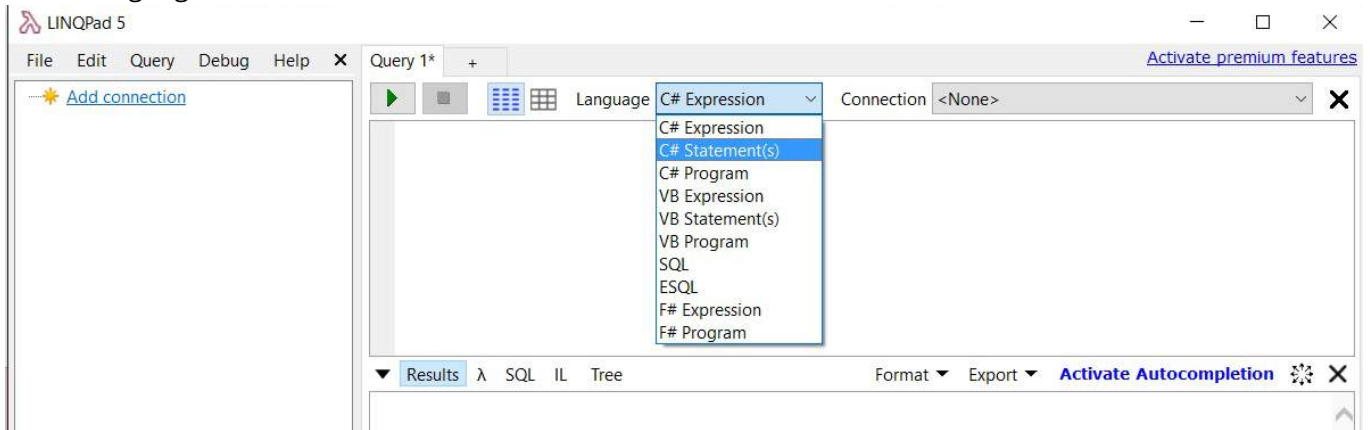 LINQPad 5
File Edit Query Debug Help
Query 1* +
Activate premium features
Add connection
Language C# Expression Connection <None>
C# Expression
C# Statement(s)
C# Program
VB Expression
VB Statement(s)
VB Program
SQL
ESQL
F# Expression
F# Program
Results λ SQL IL Tree Format Export Activate Autocompletion